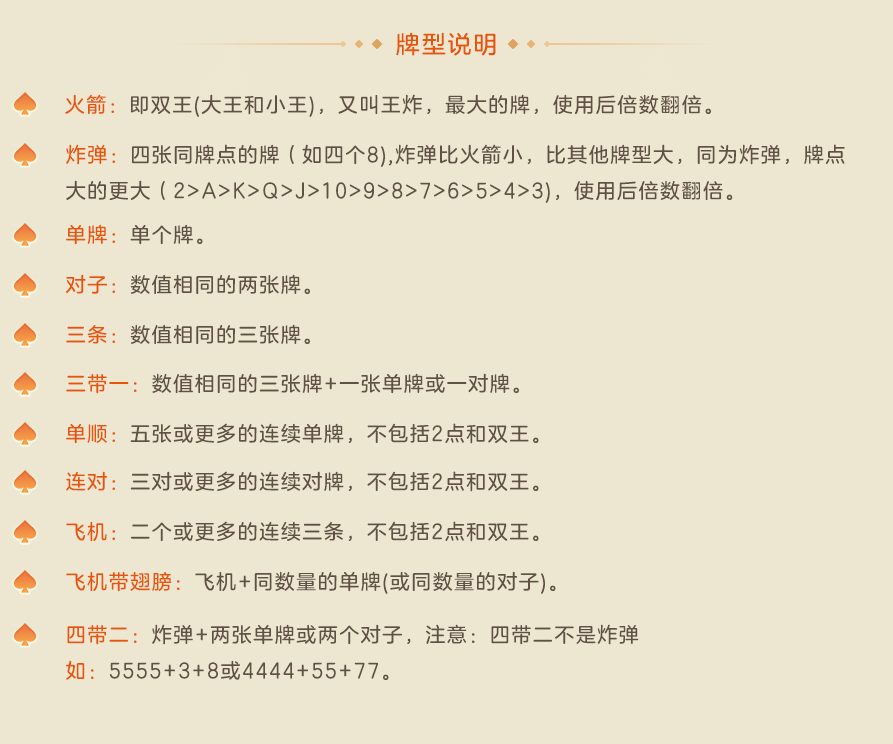 牌型说明
火箭：即双王(大王和小王)，又叫王炸，最大的牌，使用后倍数翻倍。
炸弹：四张同牌点的牌（如四个8),炸弹比火箭小，比其他牌型大，同为炸弹，牌点
大的更大（2>A>K>Q>J>10>9>8>7>6>5>4>3)，使用后倍数翻倍。
单牌：单个牌。
对子：数值相同的两张牌。
三条：数值相同的三张牌。
三带一：数值相同的三张牌+一张单牌或一对牌。
单顺：五张或更多的连续单牌，不包括2点和双王。
连对：三对或更多的连续对牌，不包括2点和双王。
飞机：二个或更多的连续三条，不包括2点和双王。
飞机带翅膀：飞机+同数量的单牌(或同数量的对子)。
四带二：炸弹+两张单牌或两个对子，注意：四带二不是炸弹
如：5555+3+8或4444+55+77。